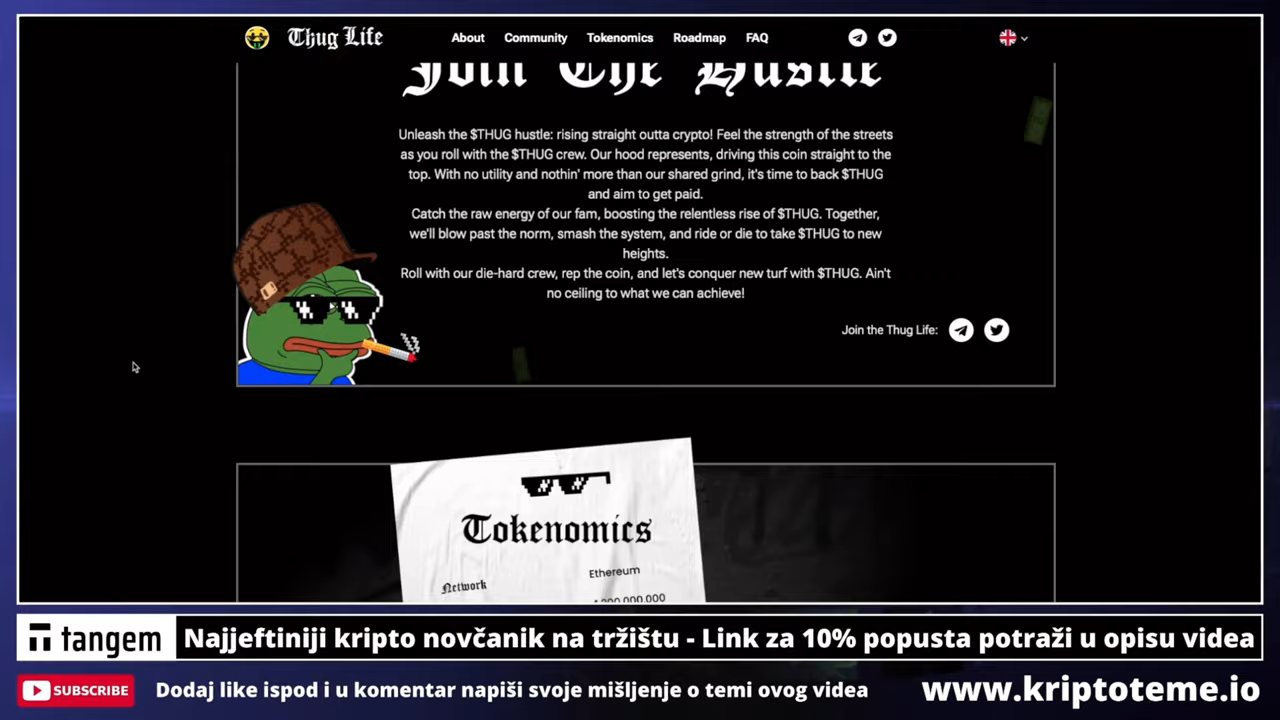 Thug Life
About
Community
Tokenomics
Roadmap
FAQ
Join The Hustle
Unleash the $THUG hustle: rising straight outta crypto! Feel the strength of the streets
as you roll with the $THUG crew. Our hood represents, driving this coin straight to the
top. With no utility and nothin' more than our shared grind, it's time to back $THUG
and aim to get paid.
Catch the raw energy of our fam, boosting the relentless rise of $THUG. Together,
we'll blow past the norm, smash the system, and ride or die to take $THUG to new
heights.
Roll with our die-hard crew, rep the coin, and let's conquer new turf with $THUG. Ain't
no ceiling to what we can achieve!
Join the Thug Life:
Tokenomics
Network
Ethereum
tangem
Najjeftiniji kripto novčanik na tržištu - Link za 10% popusta potraži u opisu videa
SUBSCRIBE
Dodaj like ispod i u komentar napiši svoje mišljenje o temi ovog videa
www.kriptoteme.io